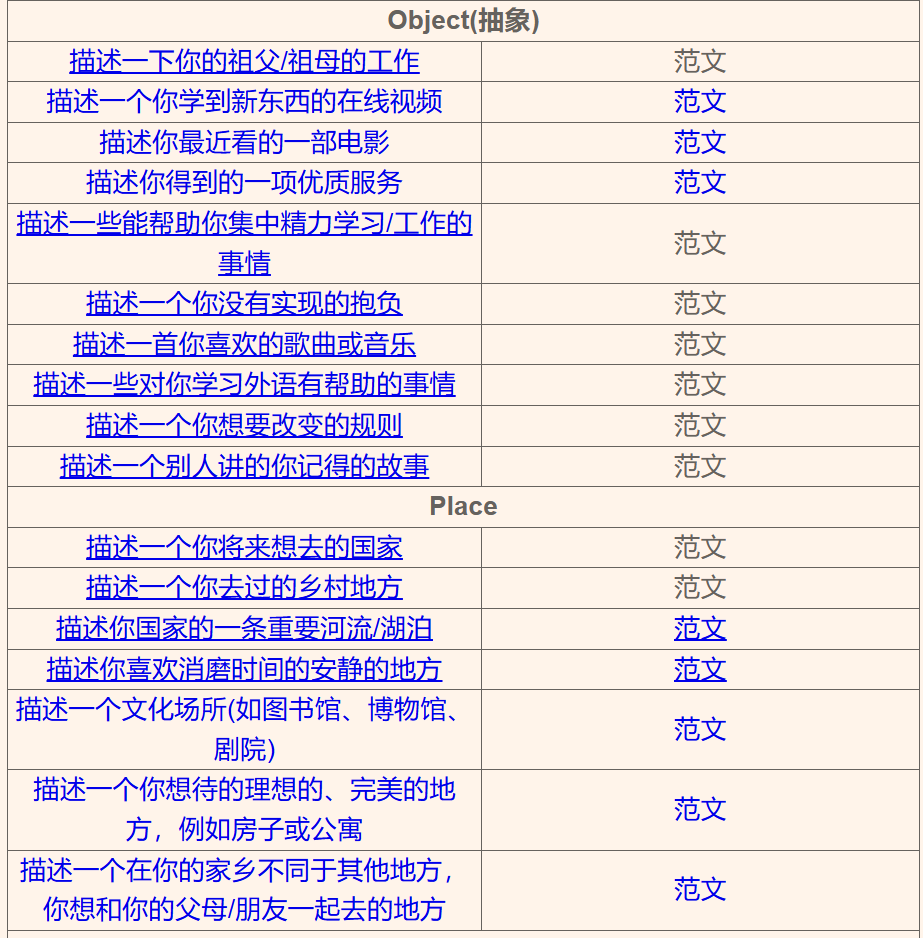 Object(抽象)
描述一下你的祖父/祖母的工作 范文
描述一个你学到新东西的在线视频 范文
描述你最近看的一部电影 范文
描述你得到的一项优质服务 范文
描述一些能帮助你集中精力学习/工作的
事情 范文
描述一个你没有实现的抱负 范文
描述一首你喜欢的歌曲或音乐 范文
描述一些对你学习外语有帮助的事情 范文
描述一个你想要改变的规则 范文
描述一个别人讲的你记得的故事 范文
Place
描述一个你将来想去的国家 范文
描述一个你去过的乡村地方 范文
描述你国家的一条重要河流/湖泊 范文
描述你喜欢消磨时间的安静的地方 范文
描述一个文化场所(如图书馆、博物馆、
剧院) 范文
描述一个你想待的理想的、完美的地
方，例如房子或公寓 范文
描述一个在你的家乡不同于其他地方，
你想和你的父母/朋友一起去的地方 范文